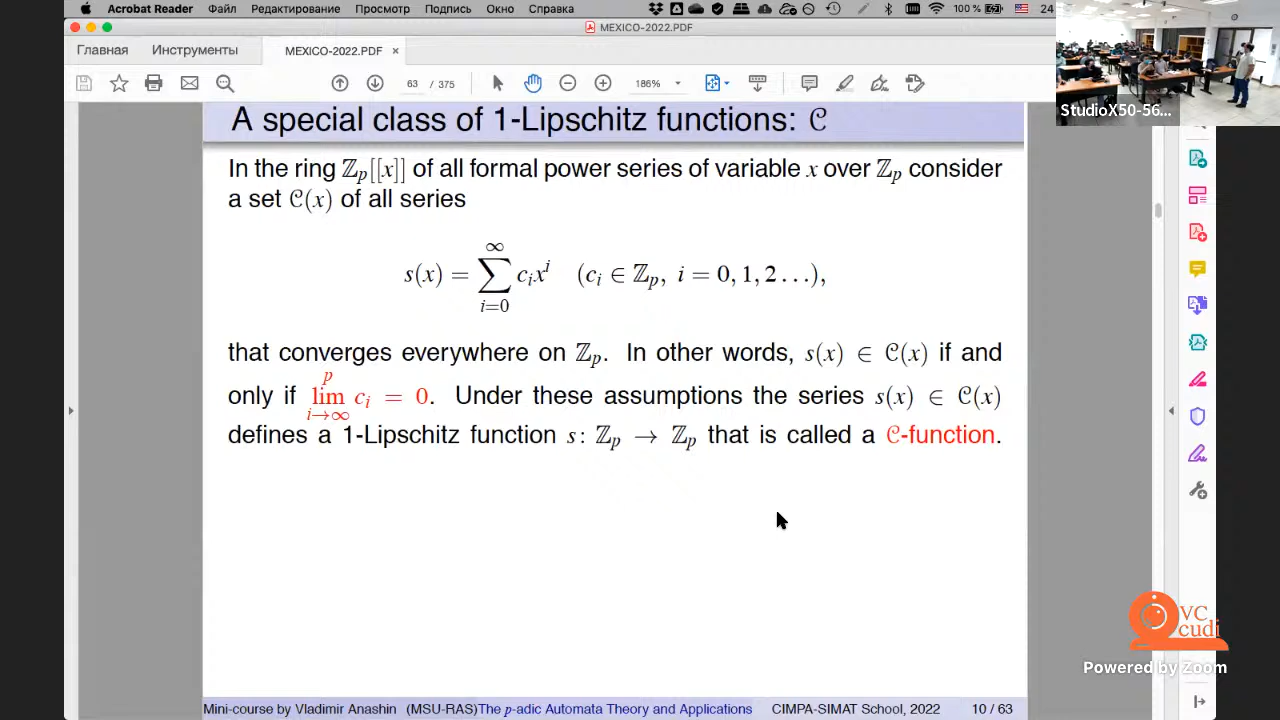 Acrobat Reader Файл Редактирование Просмотр Подпись Окно Справка 100 % 24
MEXICO-2022.PDF
Главная Инструменты MEXICO-2022.PDF ×
63 / 375 186%
StudioX50-56...
A special class of 1-Lipschitz functions: 𝒞
In the ring ℤ_p[[x]] of all formal power series of variable x over ℤ_p consider
a set 𝒞(x) of all series
s(x) = ∑_{i=0}^{∞} c_i x^i (c_i ∈ ℤ_p, i = 0, 1, 2 . . .),
that converges everywhere on ℤ_p. In other words, s(x) ∈ 𝒞(x) if and
only if lim^p_{i→∞} c_i = 0. Under these assumptions the series s(x) ∈ 𝒞(x)
defines a 1-Lipschitz function s: ℤ_p → ℤ_p that is called a 𝒞-function.
VC
cudi
Powered by Zoom
Mini-course by Vladimir Anashin (MSU-RAS) The p-adic Automata Theory and Applications CIMPA-SIMAT School, 2022 10 / 63